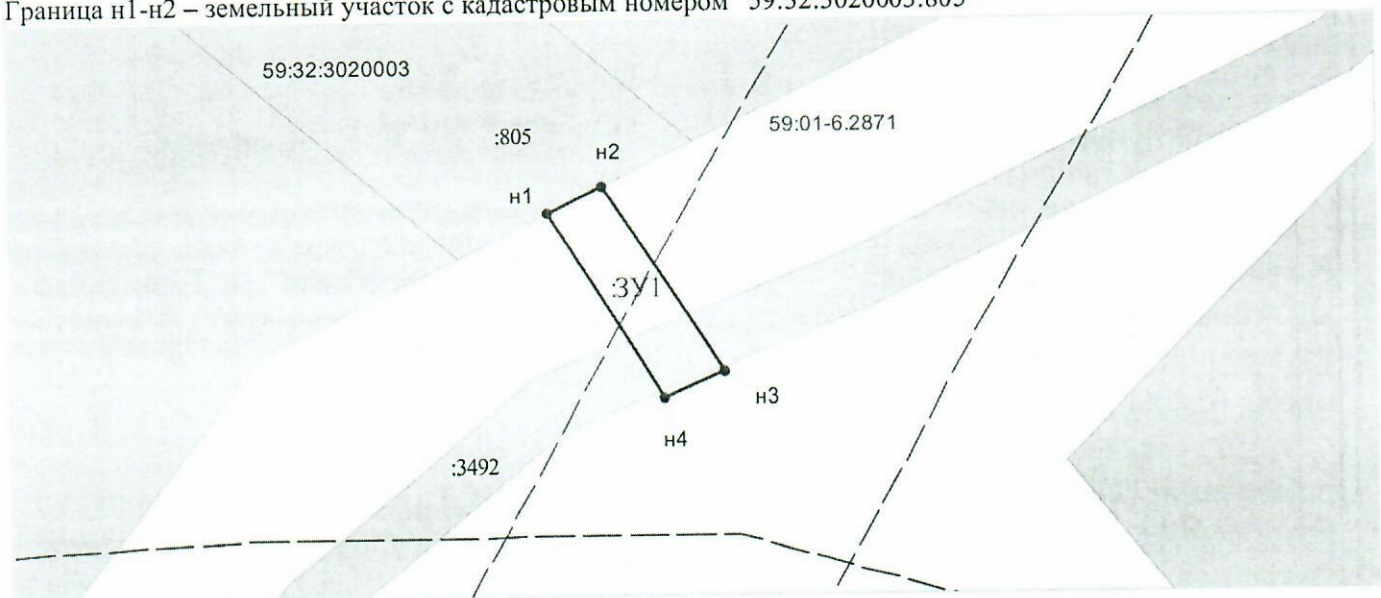 Граница н1-н2 – земельный участок с кадастровым номером 59:32:3020003:805
59:32:3020003
:805
59:01-6.2871
н2
н1
:ЗУ1
н3
н4
:3492